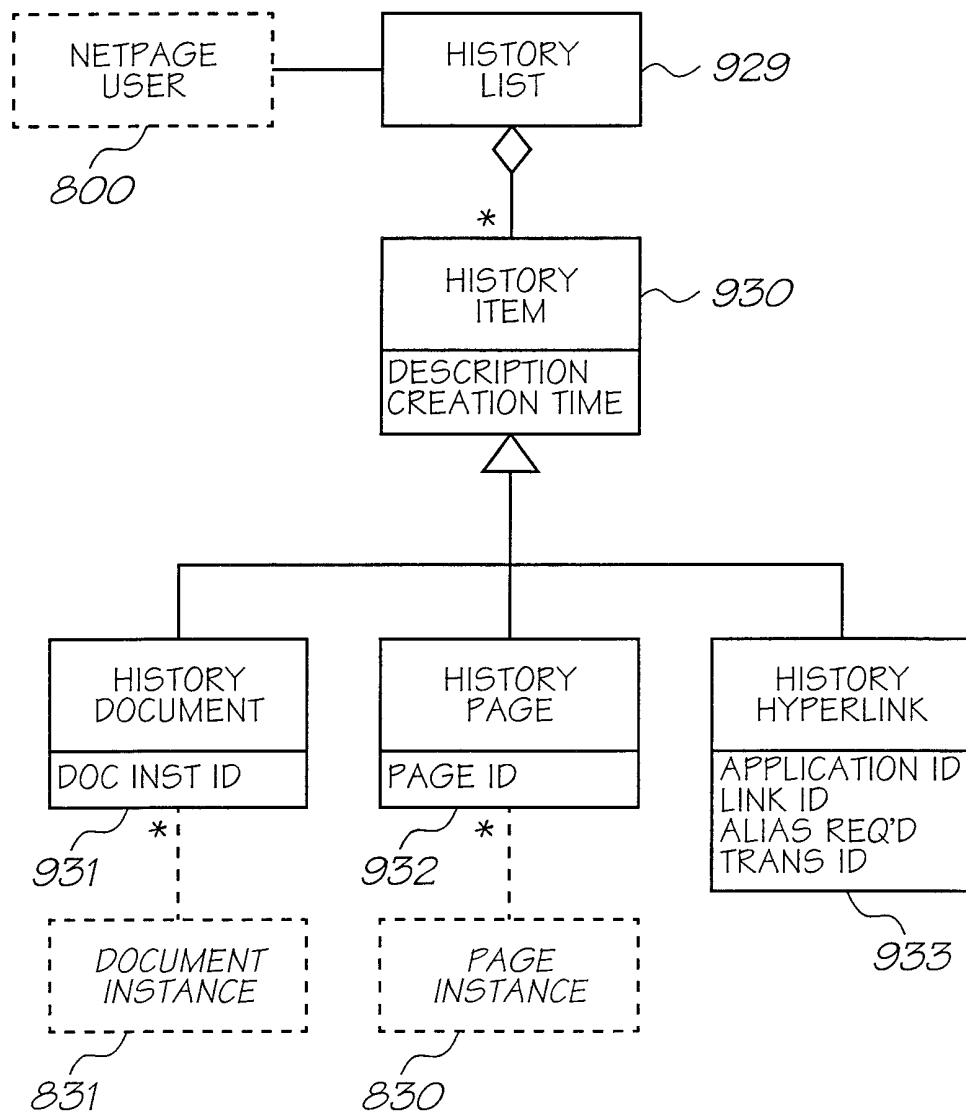 NETPAGE
USER
800
HISTORY
LIST
929
*
HISTORY
ITEM
930
DESCRIPTION
CREATION TIME
HISTORY
DOCUMENT
DOC INST ID
931
*
HISTORY
PAGE
PAGE ID
932
*
HISTORY
HYPERLINK
APPLICATION ID
LINK ID
ALIAS REQ'D
TRANS ID
933
DOCUMENT
INSTANCE
831
PAGE
INSTANCE
830